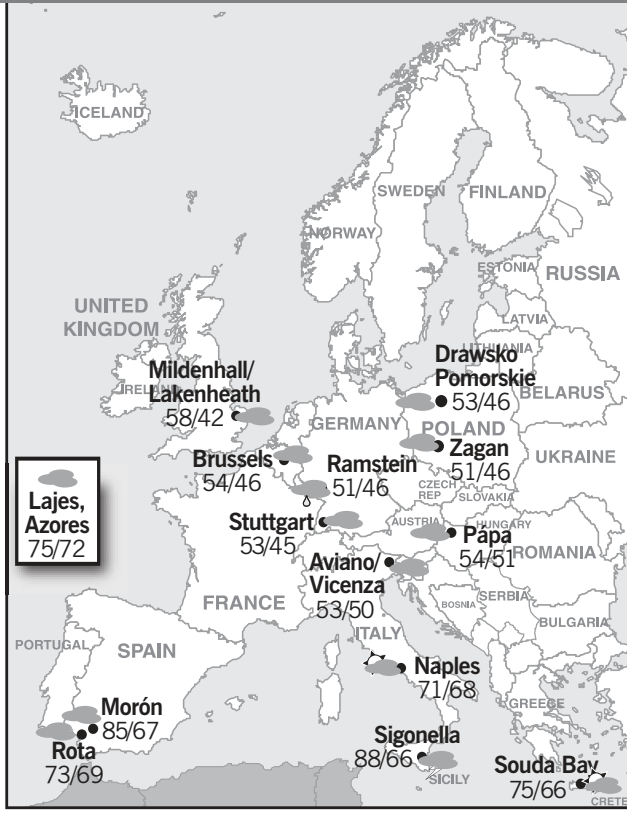 ICELAND
SWEDEN
FINLAND
NORWAY
ESTONIA
RUSSIA
UNITED
KINGDOM
LATVIA
LITHUANIA
Drawsko
Pomorskie
53/46
BELARUS
Mildenhall/
Lakenheath
58/42
IRELAND
GERMANY
POLAND
Zagan
51/46
UKRAINE
Brussels
54/46
Ramstein
51/46
CZECH
REP
SLOVAKIA
Lajes,
Azores
75/72
Stuttgart
53/45
AUSTRIA
HUNGARY
Pápa
54/51
ROMANIA
Aviano/
Vicenza
53/50
FRANCE
BOSNIA
SERBIA
BULGARIA
ITALY
PORTUGAL
SPAIN
Naples
71/68
GREECE
Morón
85/67
Rota
73/69
Sigonella
88/66
SICILY
Souda Bay
75/66
CRETE